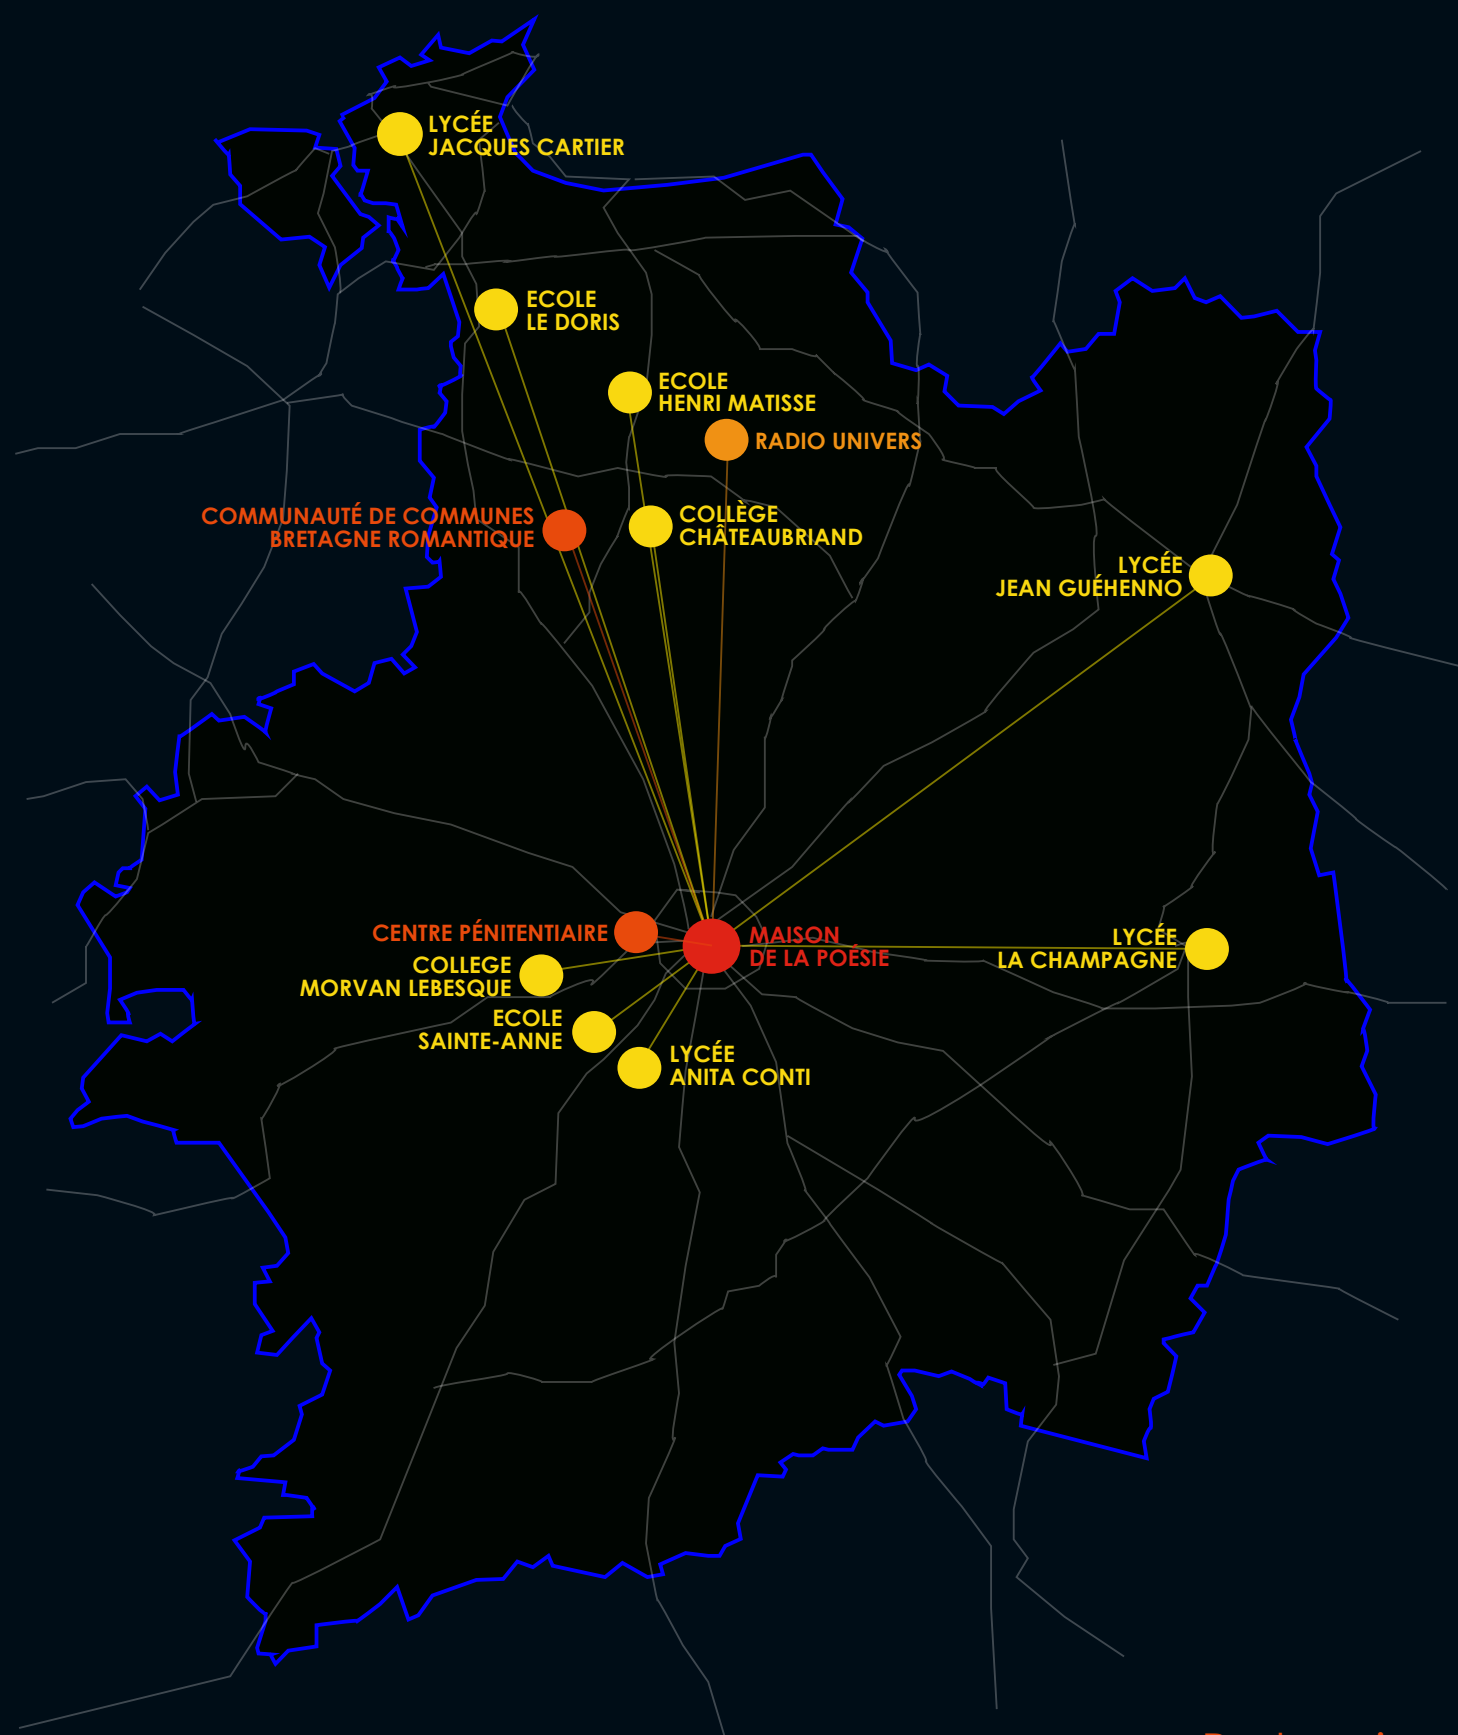 LYCÉE
JACQUES CARTIER
ECOLE
LE DORIS
ECOLE
HENRI MATISSE
RADIO UNIVERS
COMMUNAUTÉ DE COMMUNES
BRETAGNE ROMANTIQUE
COLLÈGE
CHÂTEAUBRIAND
LYCÉE
JEAN GUÉHENNO
CENTRE PÉNITENTIAIRE
MAISON
DE LA POÉSIE
LYCÉE
LA CHAMPAGNE
COLLEGE
MORVAN LEBESQUE
ECOLE
SAINTE-ANNE
LYCÉE
ANITA CONTI